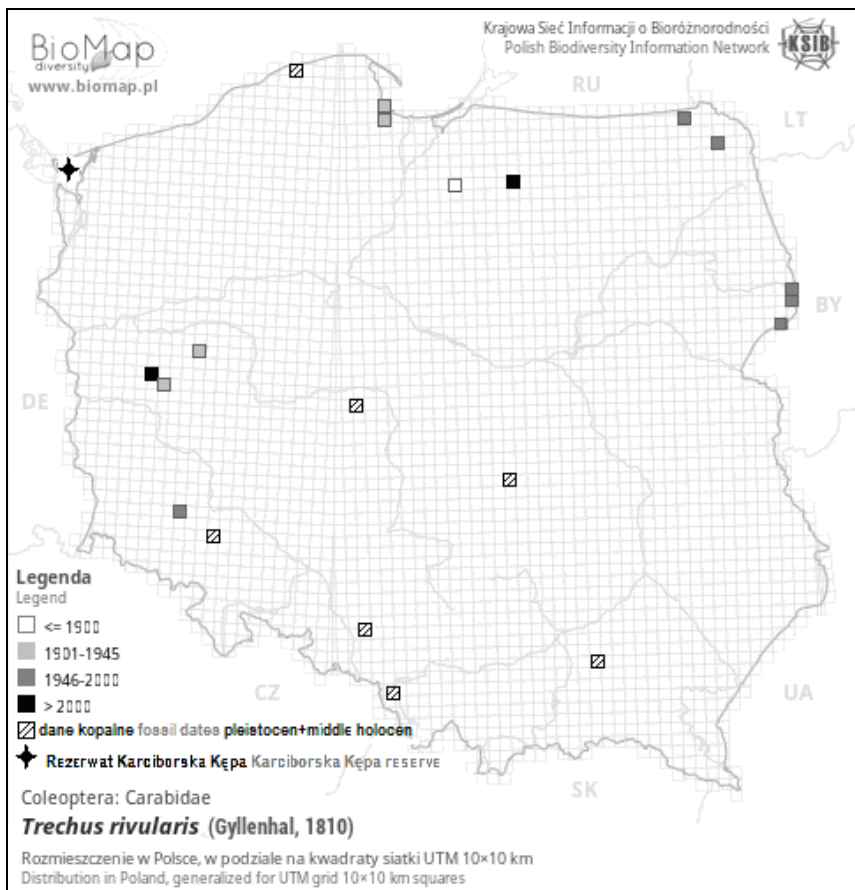 BioMap
diversity
www.biomap.pl
Krajowa Sieć Informacji o Bioróżnorodności
Polish Biodiversity Information Network
KSIB
RU
LT
BY
DE
CZ
UA
SK
Legenda
Legend
<= 1900
1901-1945
1946-2000
> 2000
dane kopalne fossil dates pleistocen+middle holocen
Rezerwat Karciborska Kępa Karciborska Kępa reserve
Coleoptera: Carabidae
Trechus rivularis (Gyllenhal, 1810)
Rozmieszczenie w Polsce, w podziale na kwadraty siatki UTM 10×10 km
Distribution in Poland, generalized for UTM grid 10×10 km squares